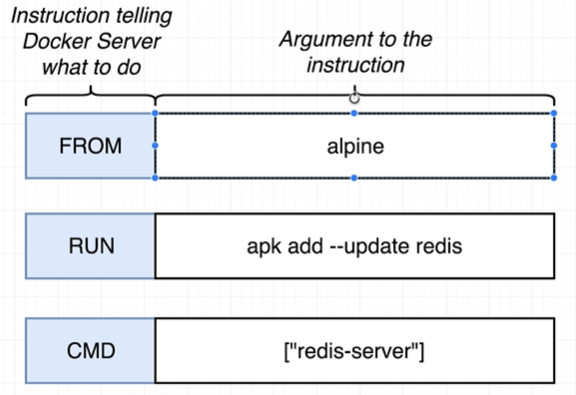 Instruction telling
Docker Server
what to do
Argument to the
instruction
FROM
alpine
RUN
apk add --update redis
CMD
["redis-server"]